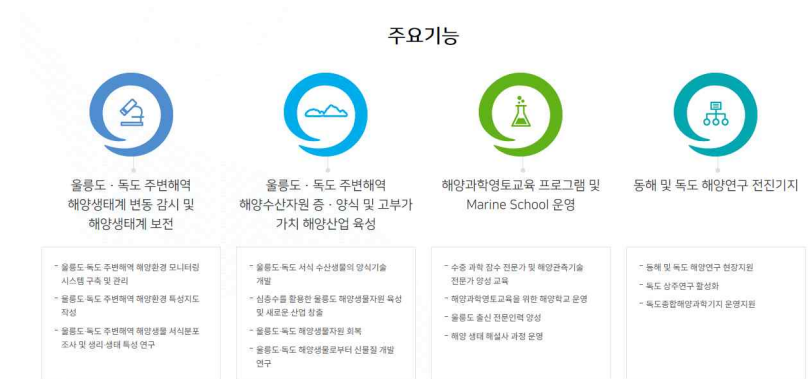 주요기능
울릉도 · 독도 주변해역
해양생태계 변동 감시 및
해양생태계 보전
울릉도 · 독도 주변해역
해양수산자원 증 · 양식 및 고부가
가치 해양산업 육성
해양과학영토교육 프로그램 및
Marine School 운영
동해 및 독도 해양연구 전진기지
- 울릉도·독도 주변해역 해양환경 모니터링
시스템 구축 및 관리
- 울릉도·독도 주변해역 해양환경 특성지도
작성
- 울릉도·독도 주변해역 해양생물 서식분포
조사 및 생리·생태 특성 연구
- 울릉도·독도 서식 수산생물의 양식기술
개발
- 심층수를 활용한 울릉도 해양생물자원 육성
및 새로운 산업 창출
- 울릉도·독도 해양생물자원 회복
- 울릉도·독도 해양생물로부터 신물질 개발
연구
- 수중 과학 잠수 전문가 및 해양관측기술
전문가 양성 교육
- 해양과학영토교육을 위한 해양학교 운영
- 울릉도 출신 전문인력 양성
- 해양 생태 해설사 과정 운영
- 동해 및 독도 해양연구 현장지원
- 독도 상주연구 활성화
- 독도종합해양과학기지 운영지원